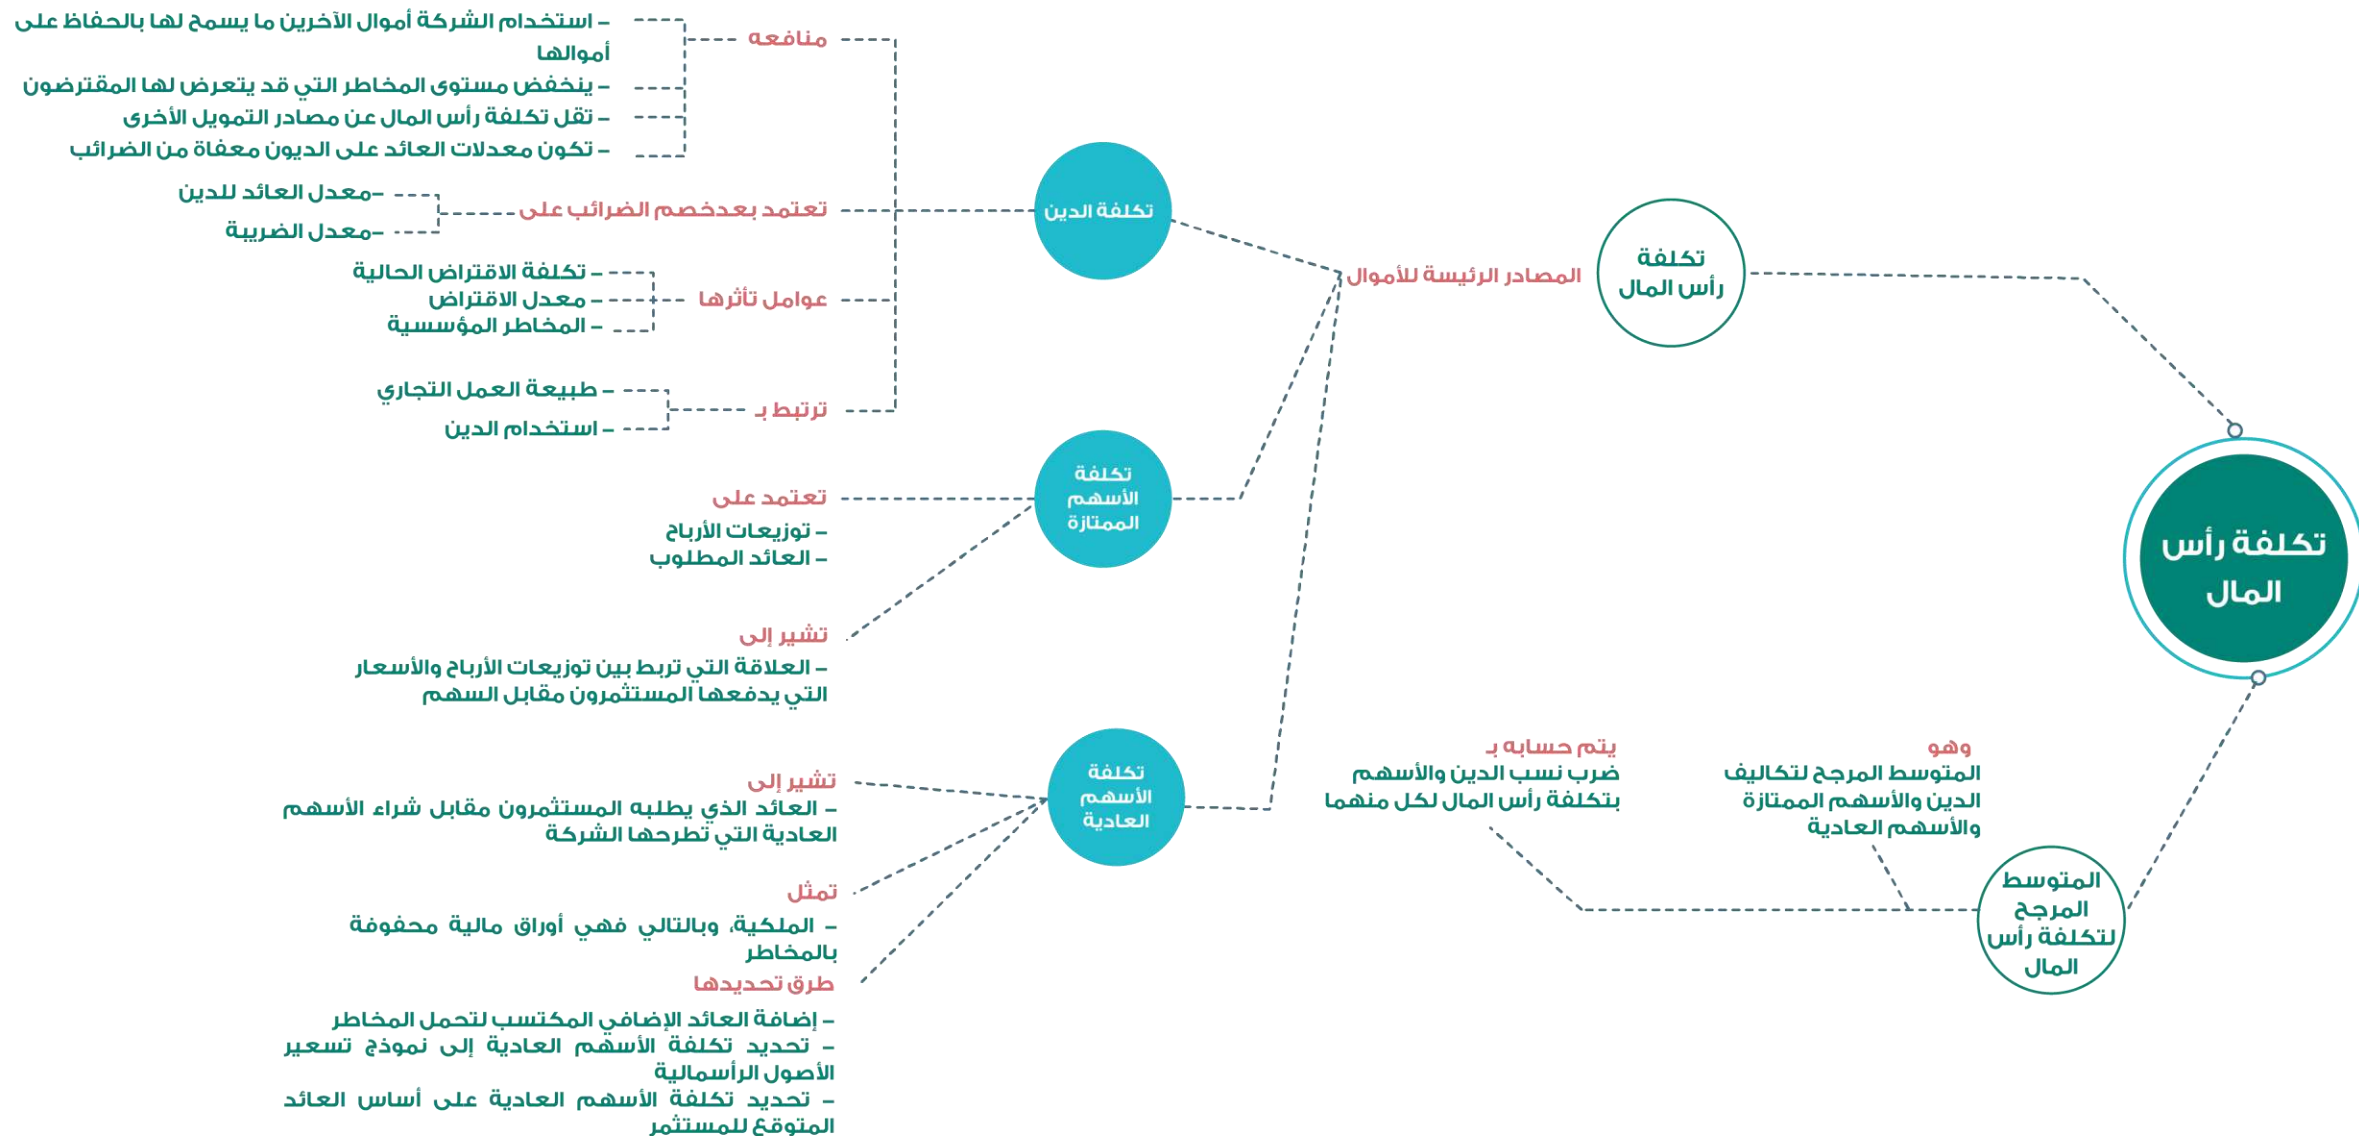 تكلفة رأس
المال
تكلفة
رأس المال
المصادر الرئيسة للأموال
تكلفة الدين
منافعه
– استخدام الشركة أموال الآخرين ما يسمح لها بالحفاظ على
أموالها
– ينخفض مستوى المخاطر التي قد يتعرض لها المقترضون
– تقل تكلفة رأس المال عن مصادر التمويل الأخرى
– تكون معدلات العائد على الديون معفاة من الضرائب
تعتمد بعدخصم الضرائب على
–معدل العائد للدين
–معدل الضريبة
عوامل تأثرها
– تكلفة الاقتراض الحالية
– معدل الاقتراض
– المخاطر المؤسسية
ترتبط بـ
– طبيعة العمل التجاري
– استخدام الدين
تكلفة
الأسهم
الممتازة
تعتمد على
– توزيعات الأرباح
– العائد المطلوب
تشير إلى
– العلاقة التي تربط بين توزيعات الأرباح والأسعار
التي يدفعها المستثمرون مقابل السهم
تكلفة
الأسهم
العادية
تشير إلى
– العائد الذي يطلبه المستثمرون مقابل شراء الأسهم
العادية التي تطرحها الشركة
تمثل
– الملكية، وبالتالي فهي أوراق مالية محفوفة
بالمخاطر
طرق تحديدها
– إضافة العائد الإضافي المكتسب لتحمل المخاطر
– تحديد تكلفة الأسهم العادية إلى نموذج تسعير
الأصول الرأسمالية
– تحديد تكلفة الأسهم العادية على أساس العائد
المتوقع للمستثمر
المتوسط
المرجح
لتكلفة رأس
المال
وهو
المتوسط المرجح لتكاليف
الدين والأسهم الممتازة
والأسهم العادية
يتم حسابه بـ
ضرب نسب الدين والأسهم
بتكلفة رأس المال لكل منهما